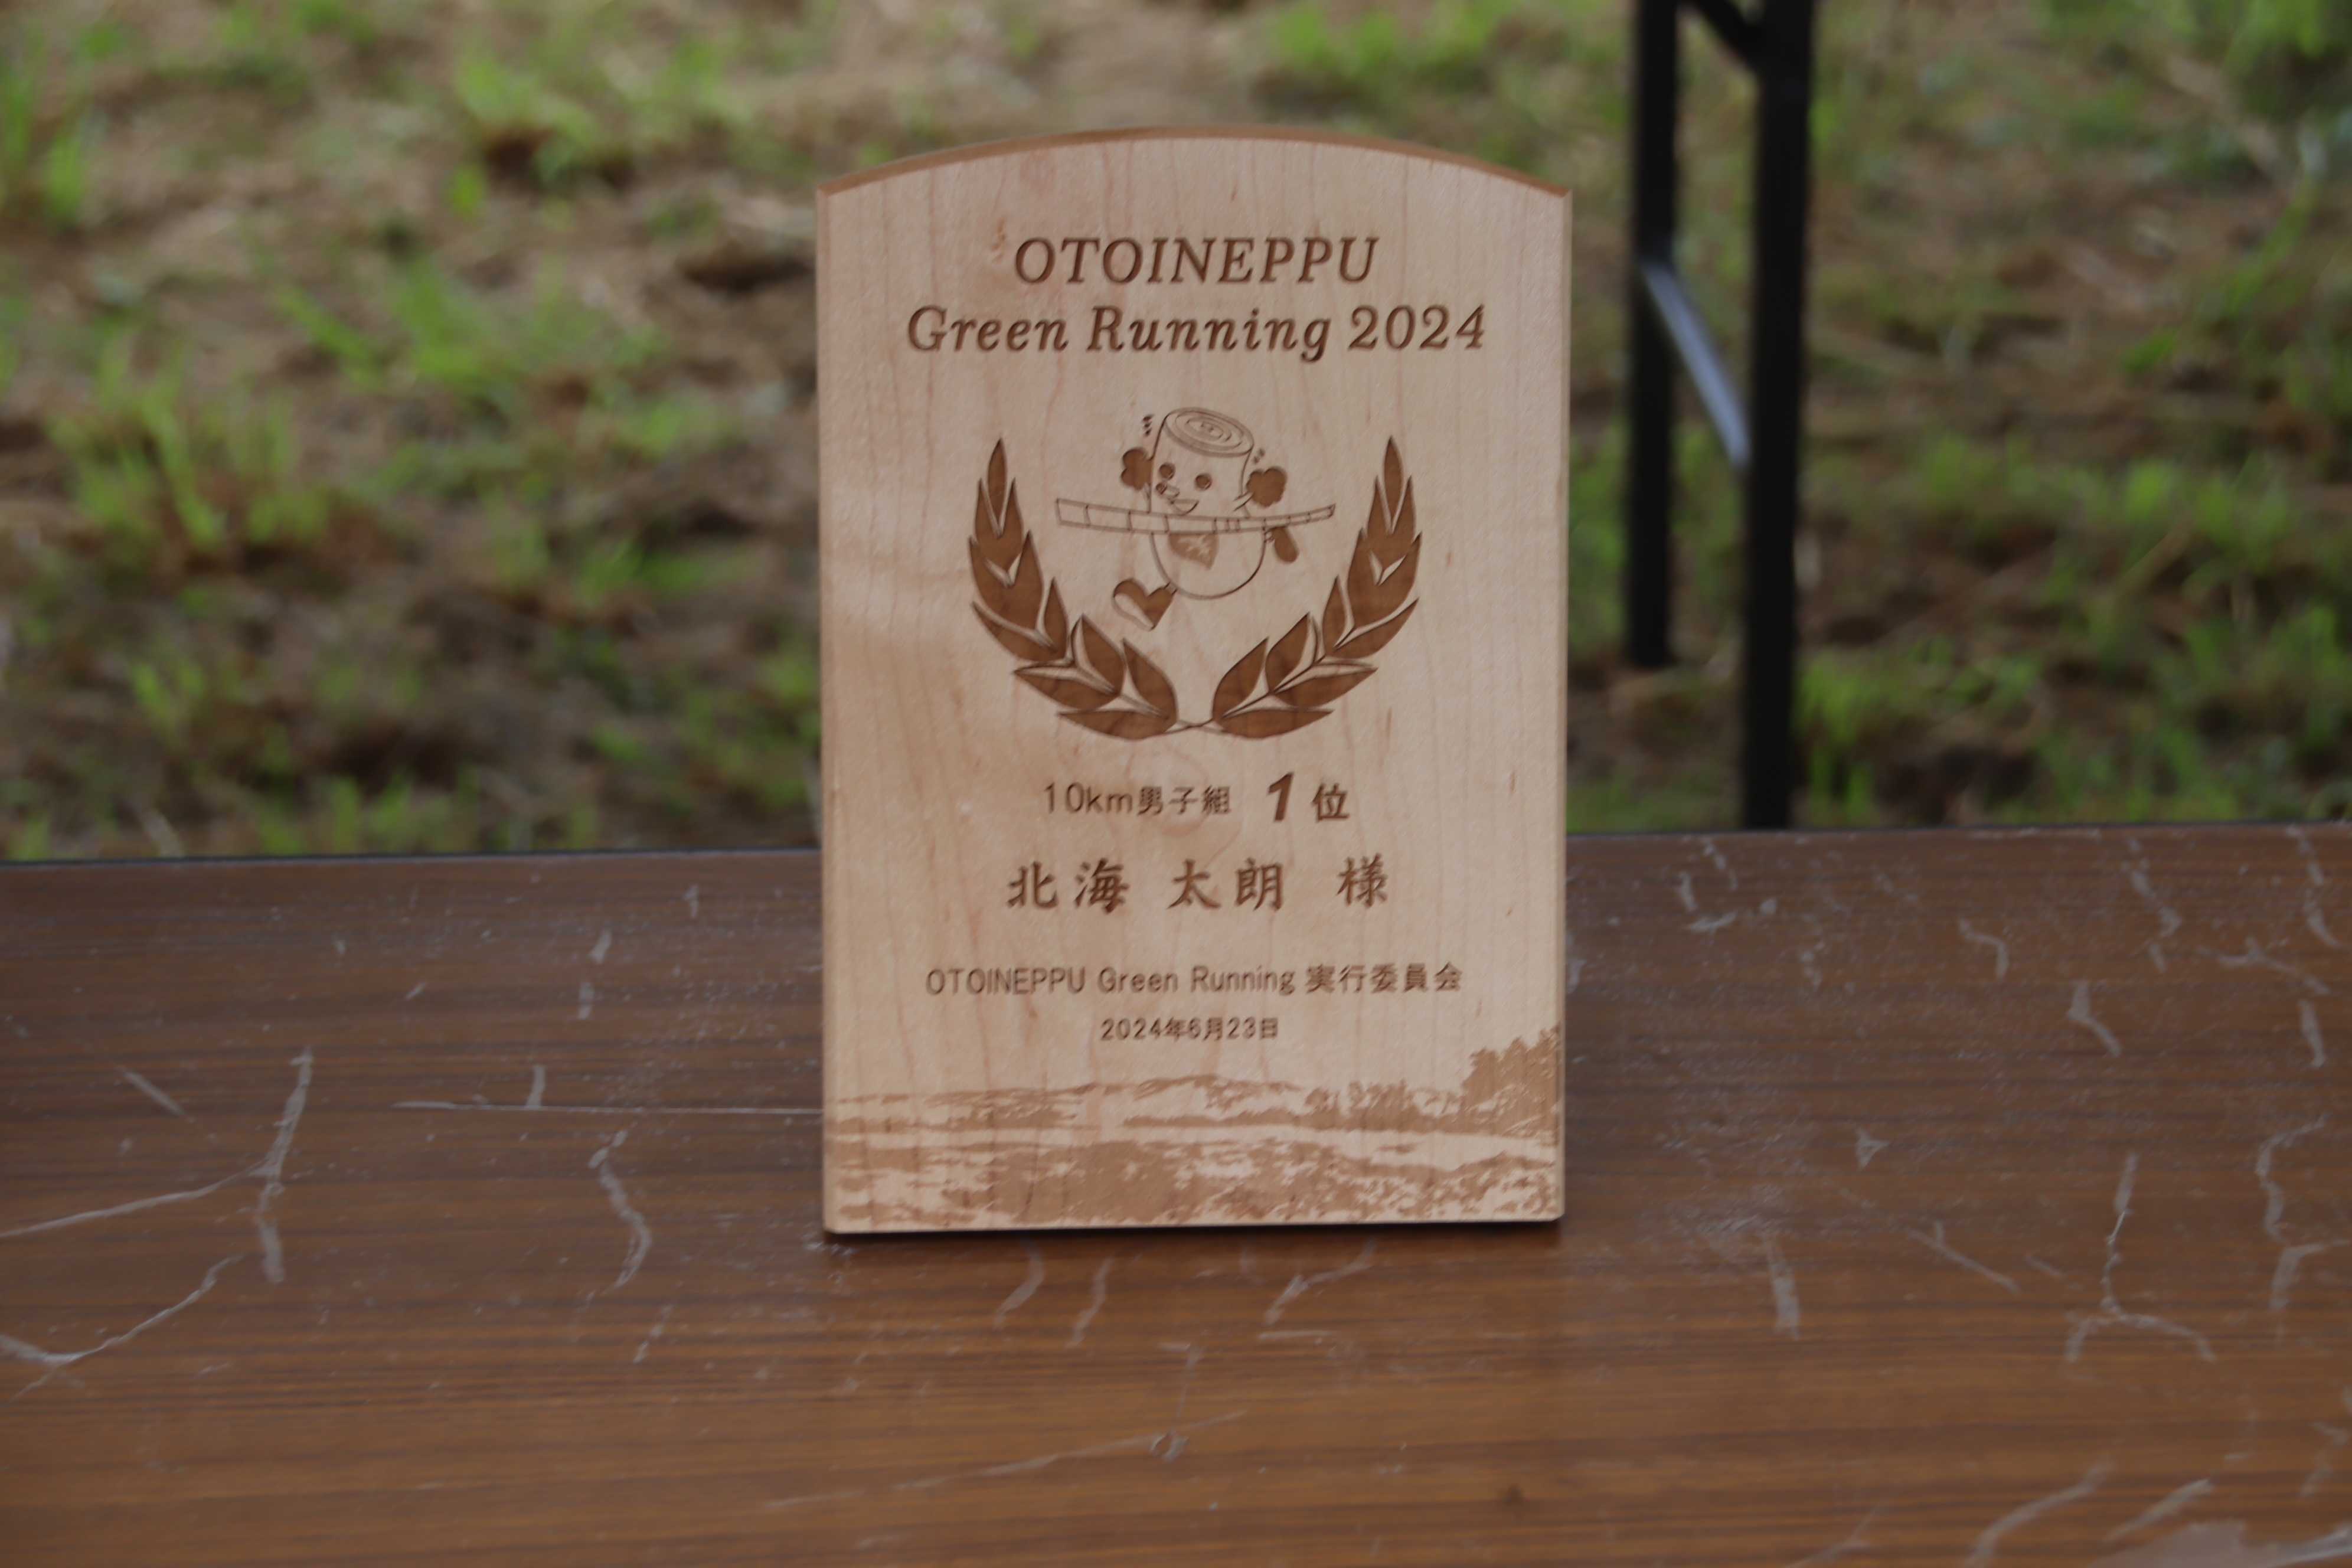 OTOINEPPU
Green Running 2024
10km男子組 1位
北海 太朗 様
OTOINEPPU Green Running 実行委員会
2024年6月23日